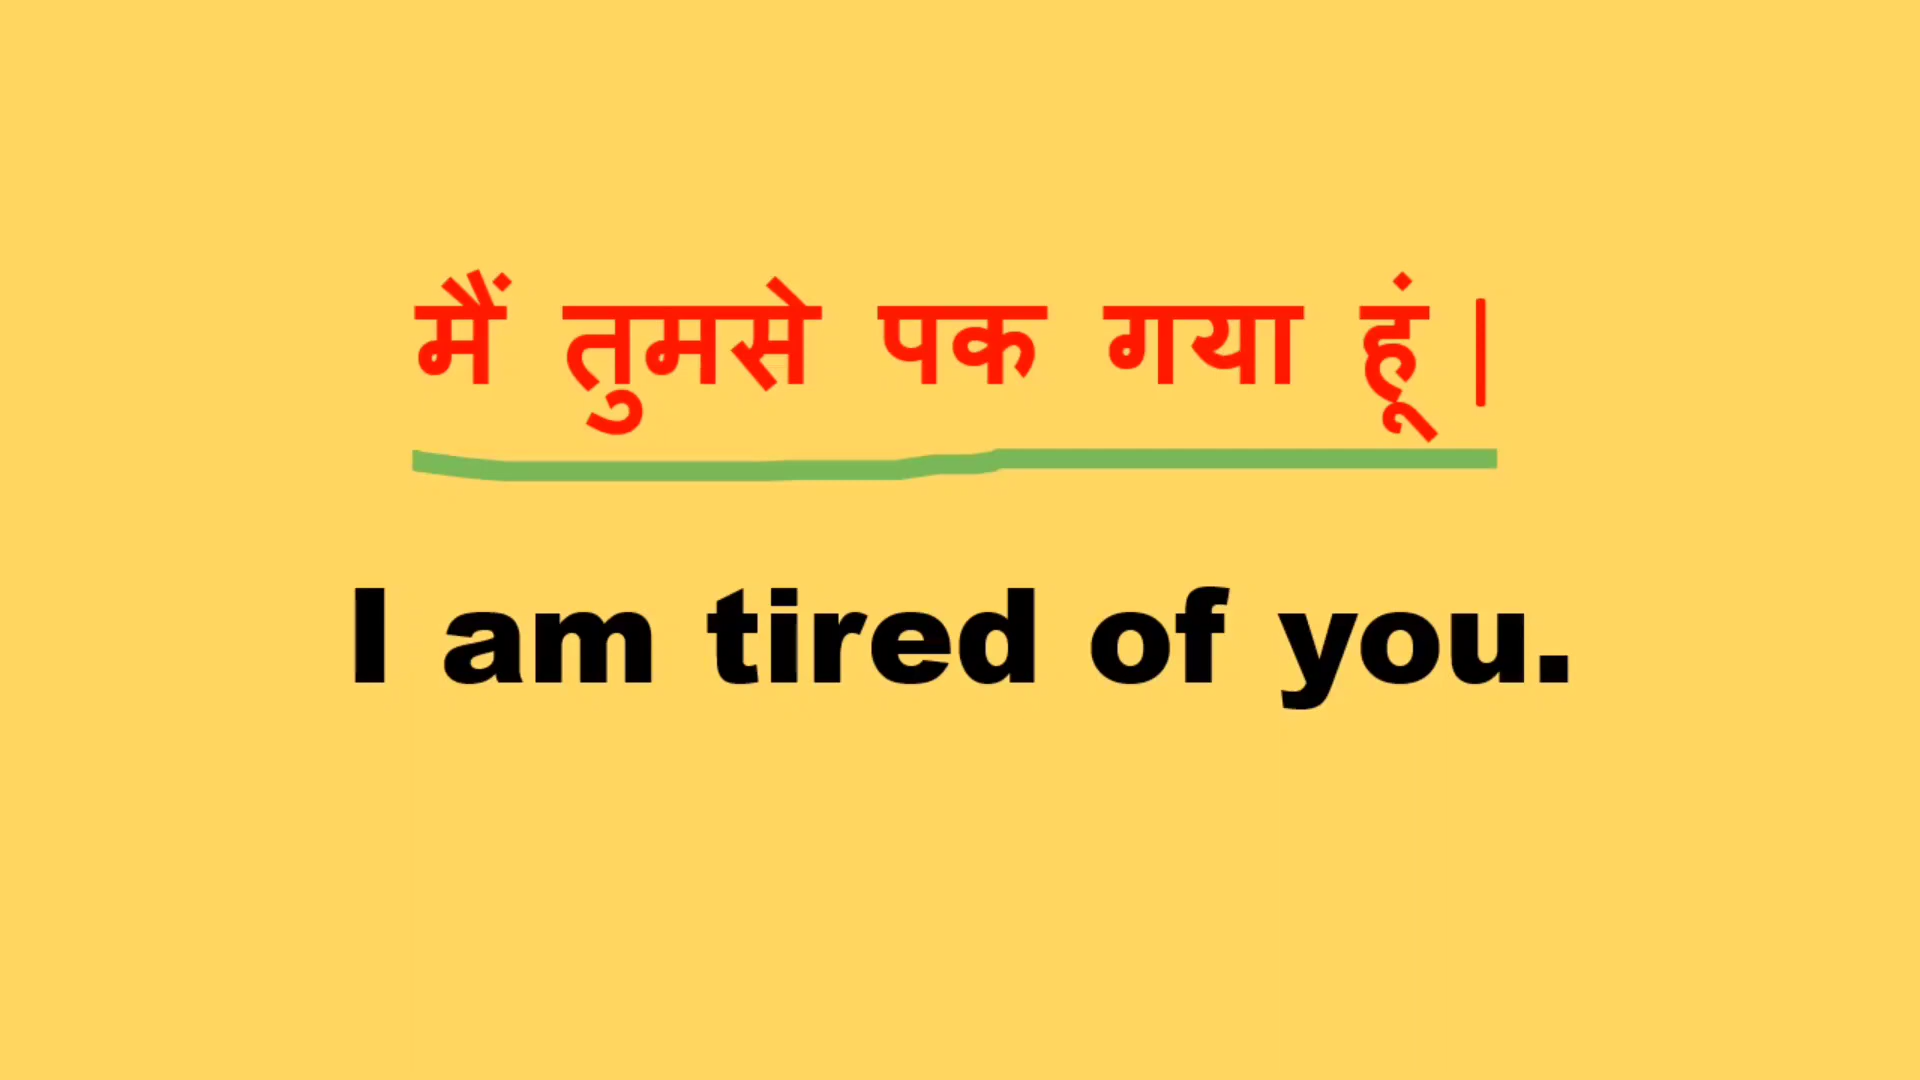 मैं तुमसे पक गया हूं |
I am tired of you.